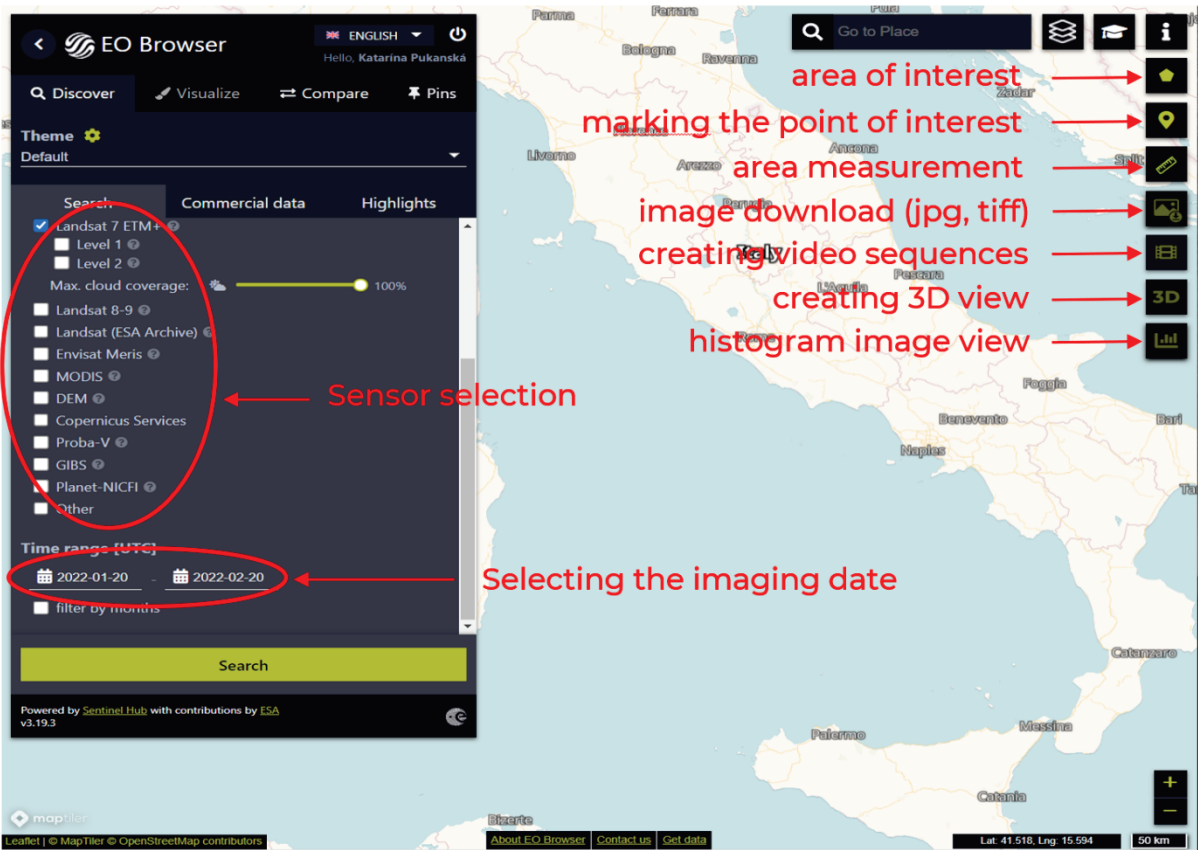 EO Browser
ENGLISH
Hello, Katarína Pukanská
Discover
Visualize
Compare
Pins
Theme
Default
Search
Commercial data
Highlights
Landsat 7 ETM+
Level 1
Level 2
Max. cloud coverage:
100%
Landsat 8-9
Landsat (ESA Archive)
Envisat Meris
MODIS
DEM
Copernicus Services
Proba-V
GIBS
Planet-NICFI
Other
Sensor selection
Time range [UTC]
2022-01-20 - 2022-02-20
Selecting the imaging date
filter by months
Search
Powered by Sentinel Hub with contributions by ESA
v3.19.3
maptiler
Leaflet | © MapTiler © OpenStreetMap contributors
About EO Browser
Contact us
Get data
Go to Place
area of interest
marking the point of interest
area measurement
image download (jpg, tiff)
creating video sequences
creating 3D view
3D
histogram image view
Parma
Ferrara
Pula
Bologna
Ravenna
Zadar
Florence
Livorno
Ancona
Arezzo
Split
Perugia
Italy
Pescara
L'Aquila
Rome
Foggia
Benevento
Bari
Naples
Catanzaro
Messina
Palermo
Catania
Bizerte
+
−
Lat: 41.518, Lng: 15.594
50 km